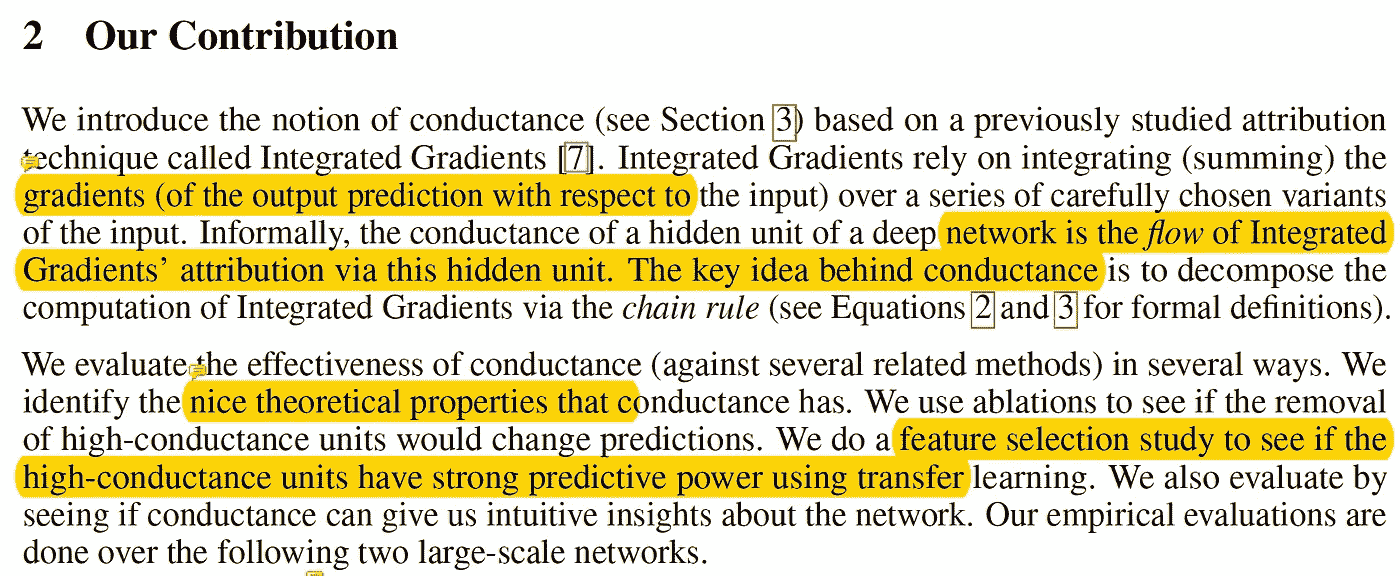 2 Our Contribution
We introduce the notion of conductance (see Section 3) based on a previously studied attribution
technique called Integrated Gradients [7]. Integrated Gradients rely on integrating (summing) the
gradients (of the output prediction with respect to the input) over a series of carefully chosen variants
of the input. Informally, the conductance of a hidden unit of a deep network is the flow of Integrated
Gradients’ attribution via this hidden unit. The key idea behind conductance is to decompose the
computation of Integrated Gradients via the chain rule (see Equations 2 and 3 for formal definitions).
We evaluate the effectiveness of conductance (against several related methods) in several ways. We
identify the nice theoretical properties that conductance has. We use ablations to see if the removal
of high-conductance units would change predictions. We do a feature selection study to see if the
high-conductance units have strong predictive power using transfer learning. We also evaluate by
seeing if conductance can give us intuitive insights about the network. Our empirical evaluations are
done over the following two large-scale networks.